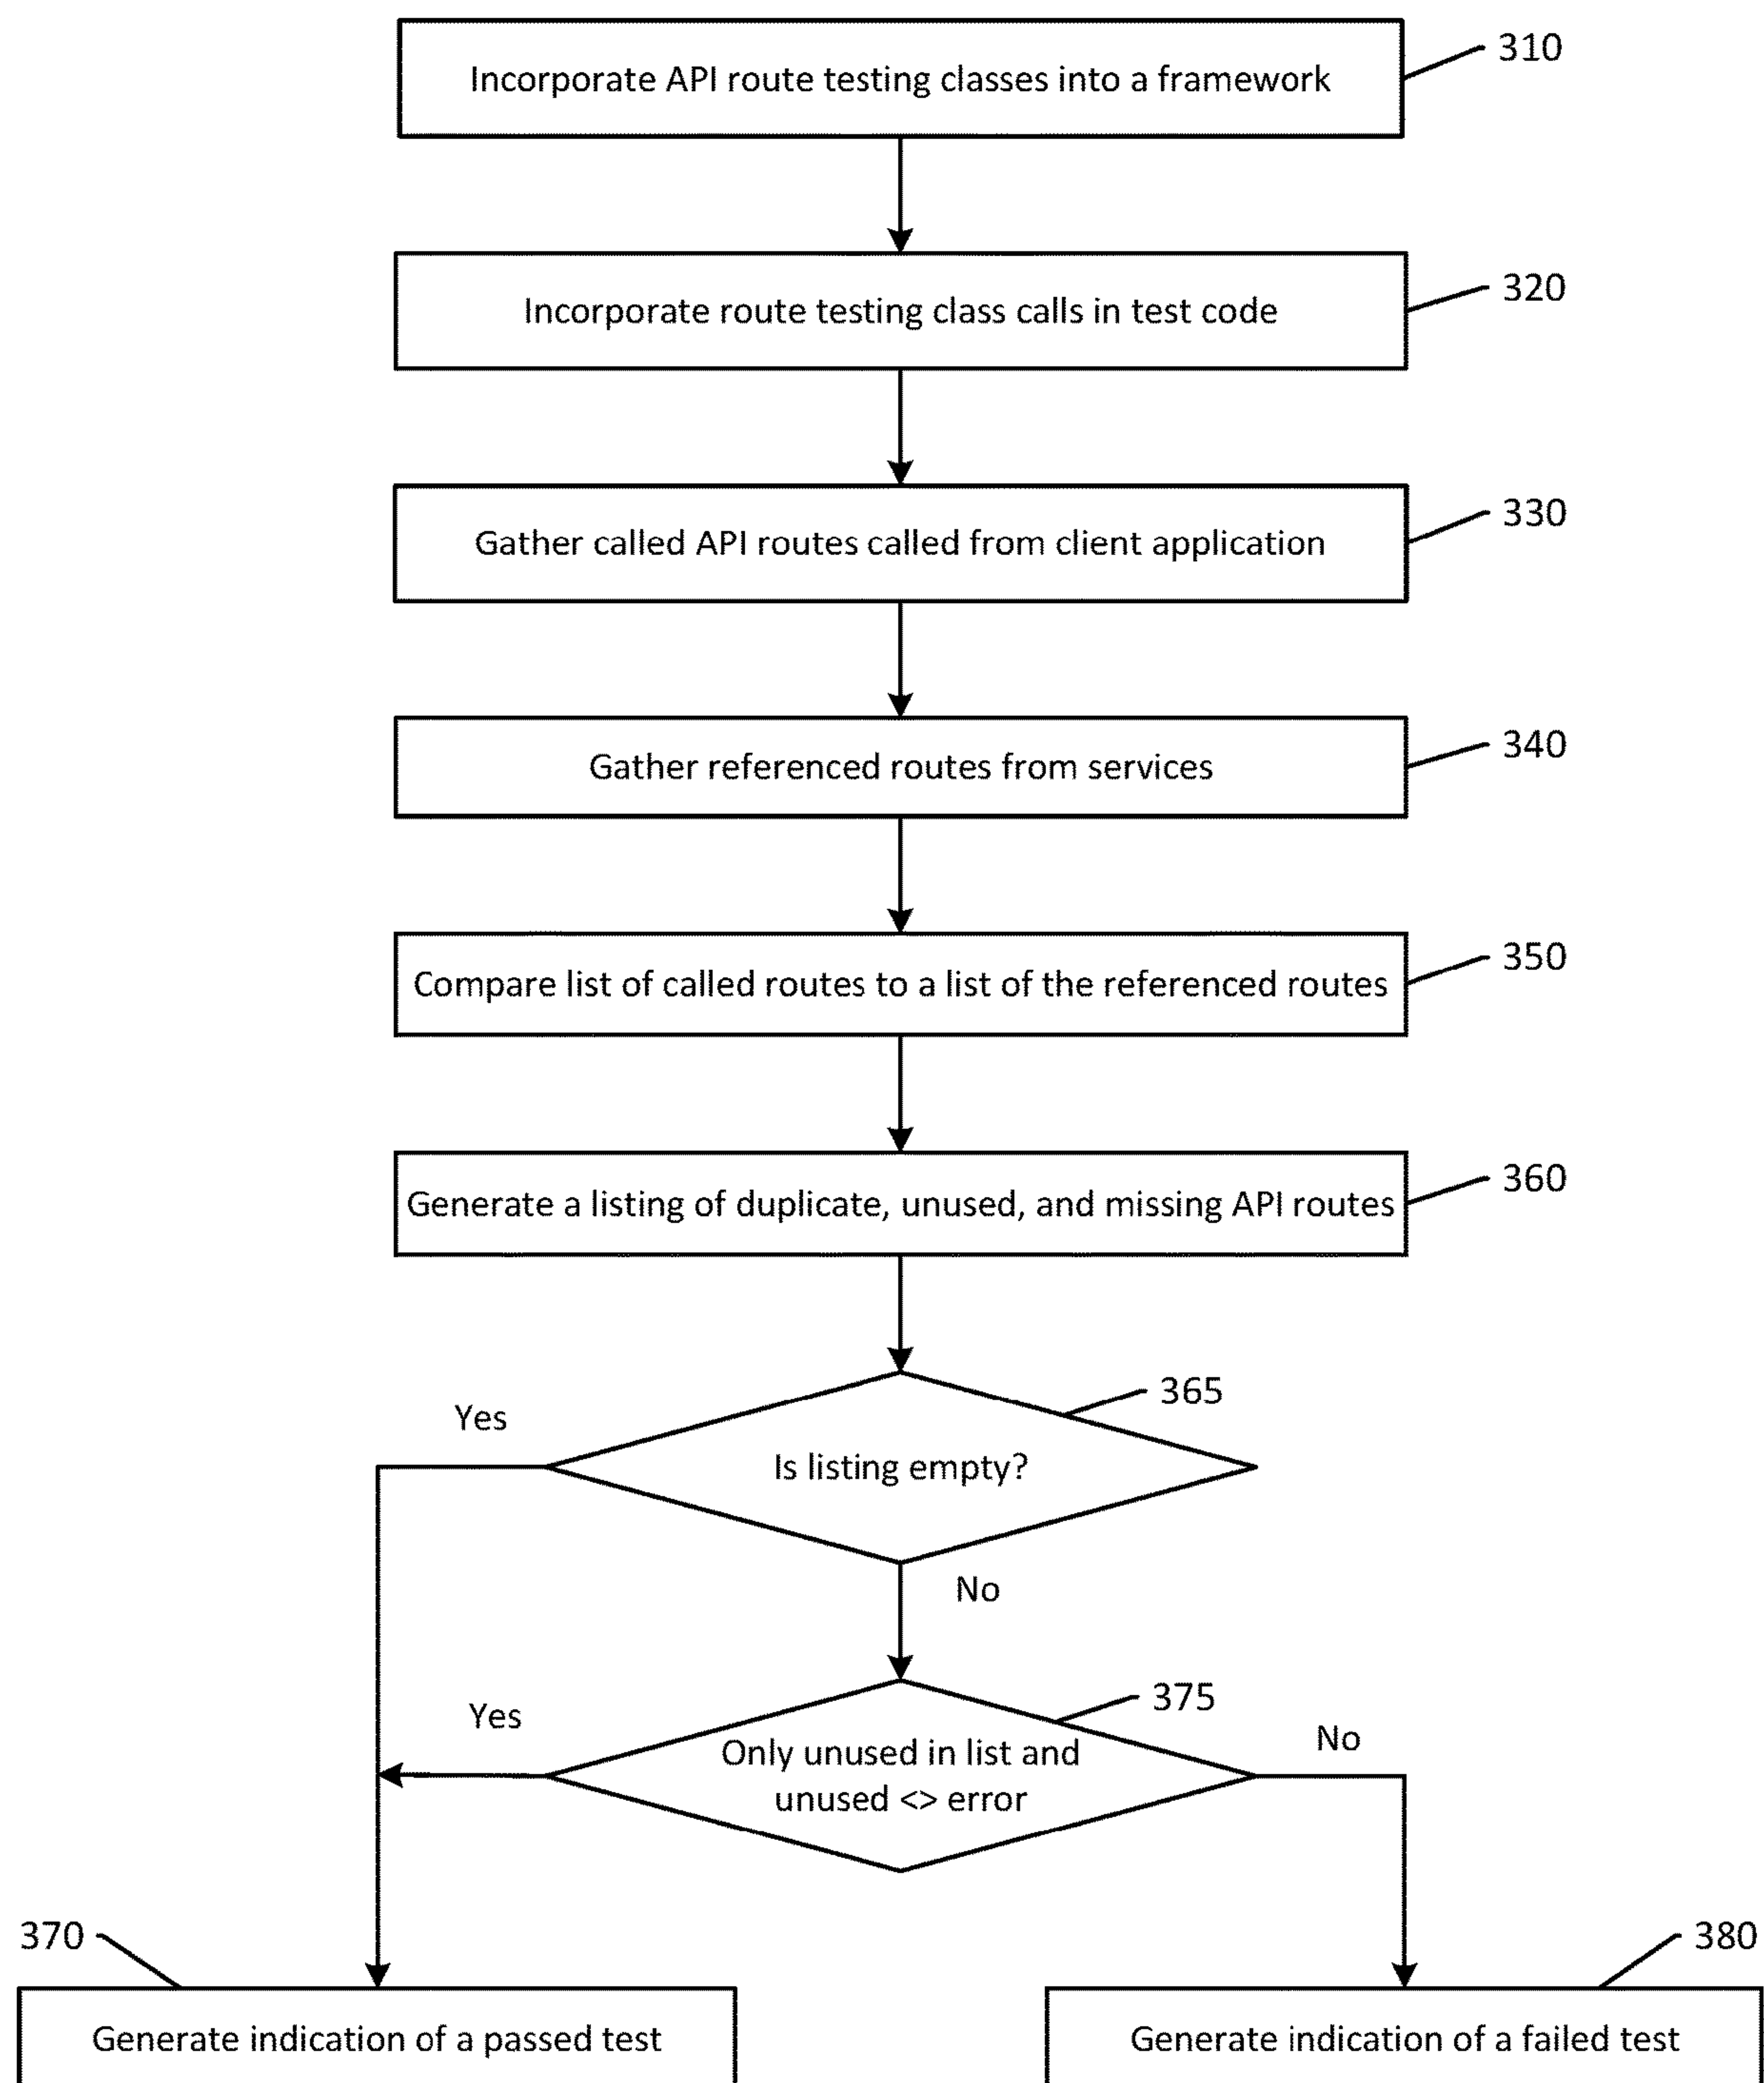 Incorporate API route testing classes into a framework
310
Incorporate route testing class calls in test code
320
Gather called API routes called from client application
330
Gather referenced routes from services
340
Compare list of called routes to a list of the referenced routes
350
Generate a listing of duplicate, unused, and missing API routes
360
365
Yes
Is listing empty?
No
375
Yes
No
Only unused in list and
unused <> error
370
380
Generate indication of a passed test
Generate indication of a failed test